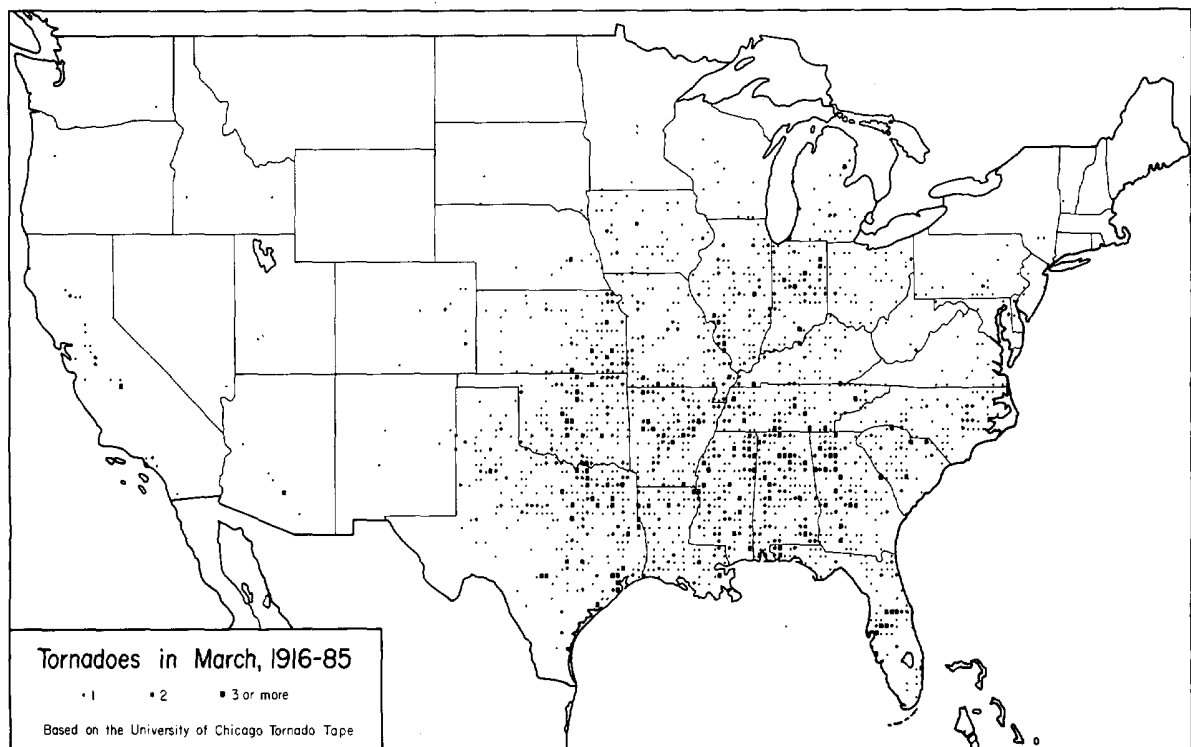 Tornadoes in March, 1916-85
1 2 3 or more
Based on the University of Chicago Tornado Tape